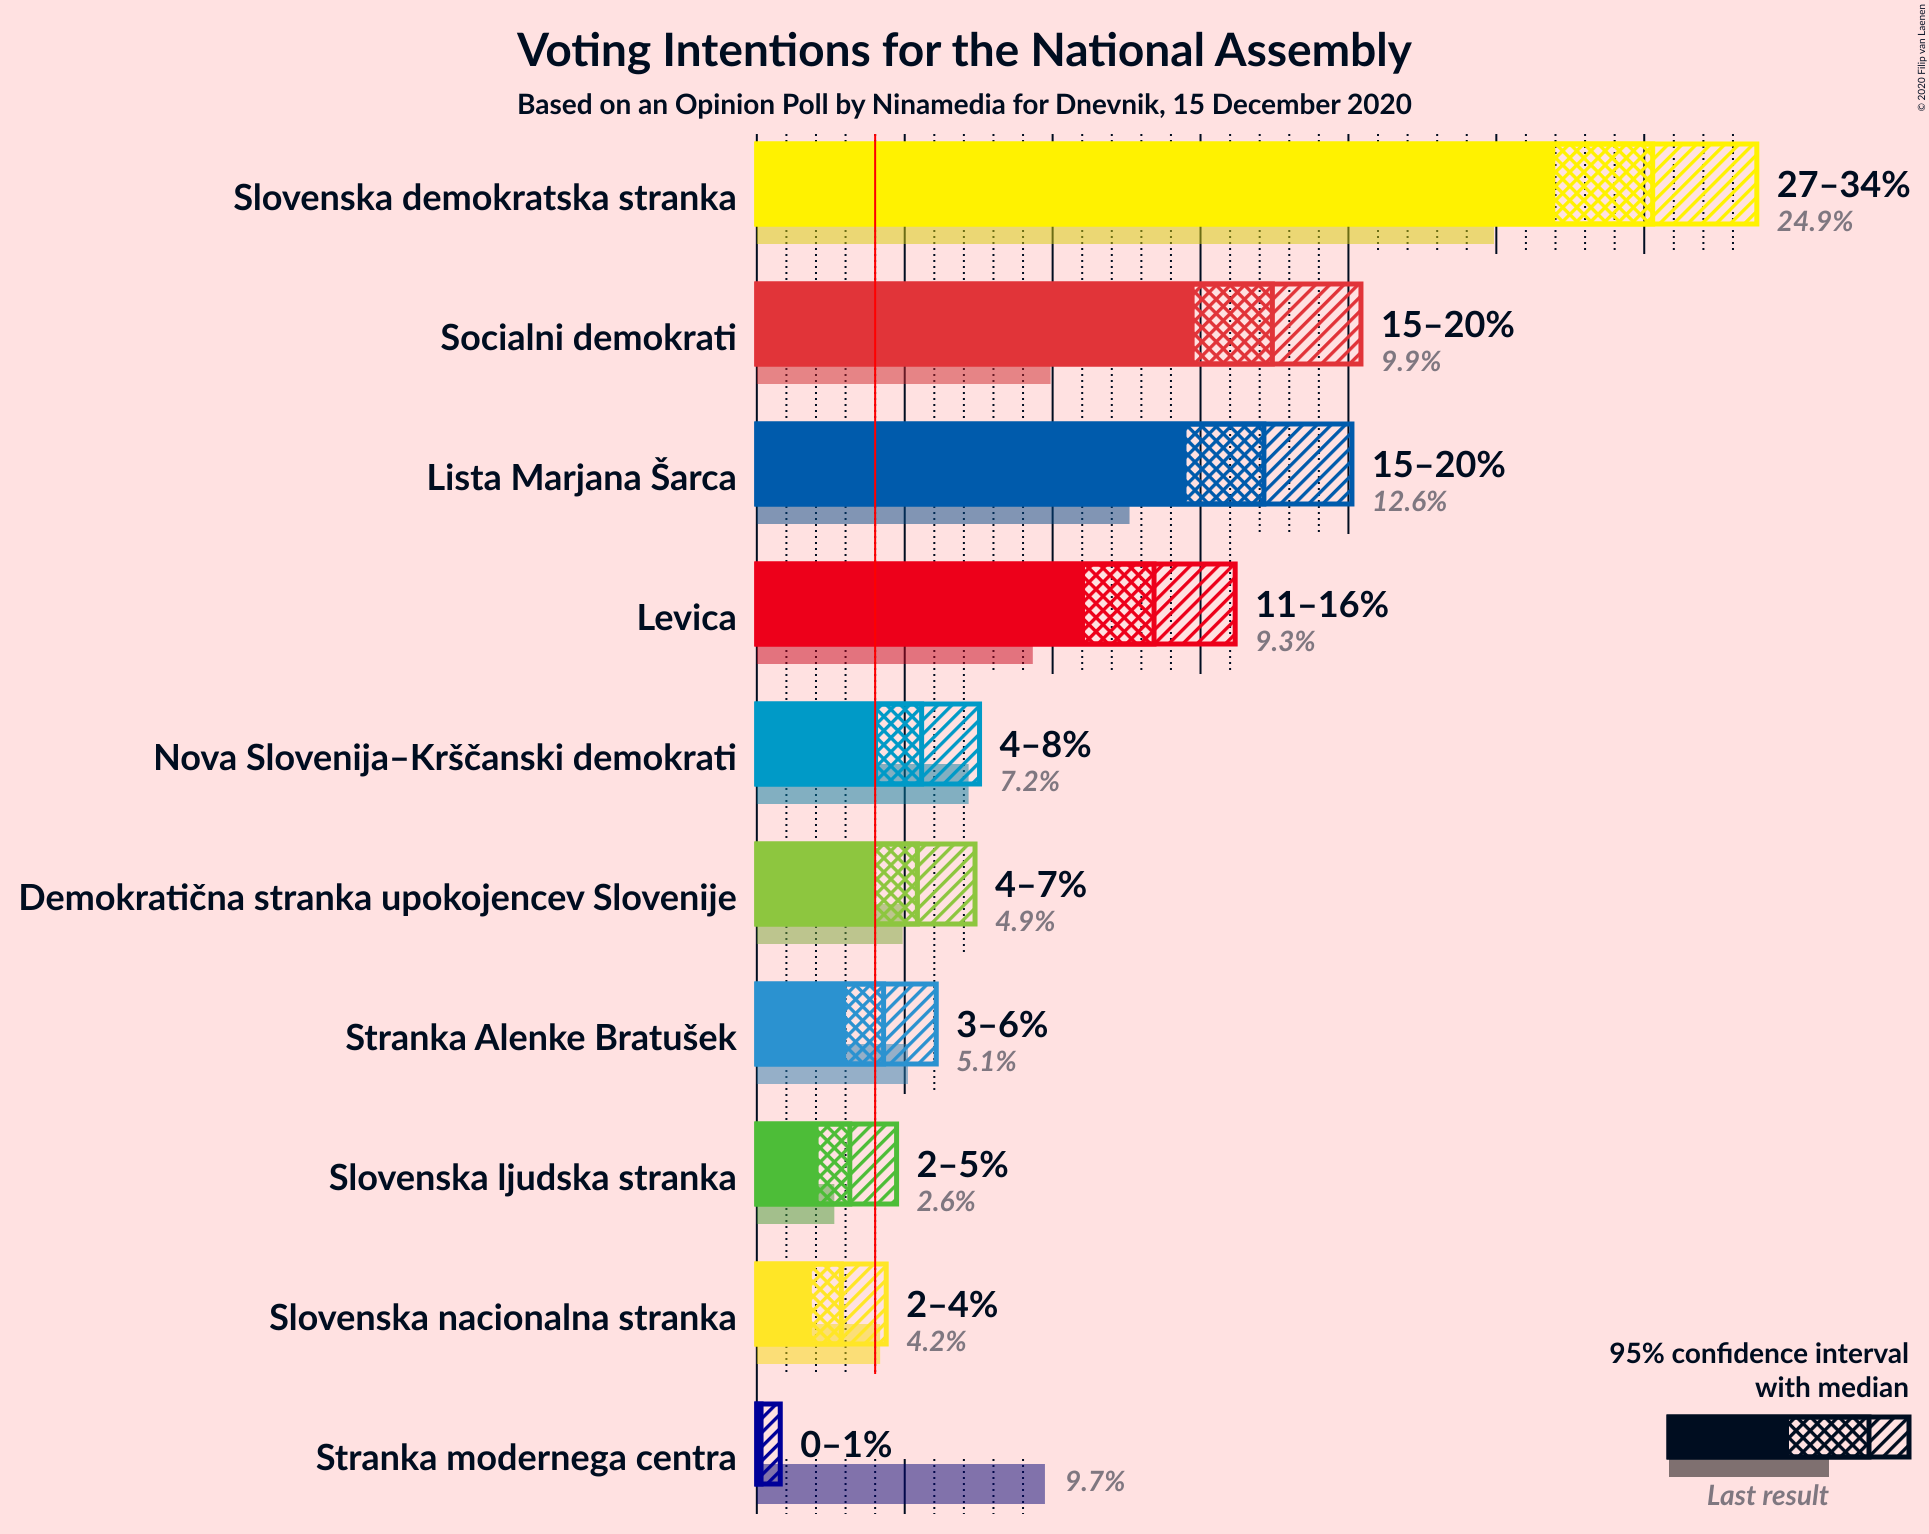 Voting Intentions for the National Assembly
Based on an Opinion Poll by Ninamedia for Dnevnik, 15 December 2020
© 2020 Filip van Laenen
Slovenska demokratska stranka
27–34%
24.9%
Socialni demokrati
15–20%
9.9%
Lista Marjana Šarca
15–20%
12.6%
Levica
11–16%
9.3%
Nova Slovenija–Krščanski demokrati
4–8%
7.2%
Demokratična stranka upokojencev Slovenije
4–7%
4.9%
Stranka Alenke Bratušek
3–6%
5.1%
Slovenska ljudska stranka
2–5%
2.6%
Slovenska nacionalna stranka
2–4%
4.2%
Stranka modernega centra
0–1%
9.7%
95% confidence interval
with median
Last result